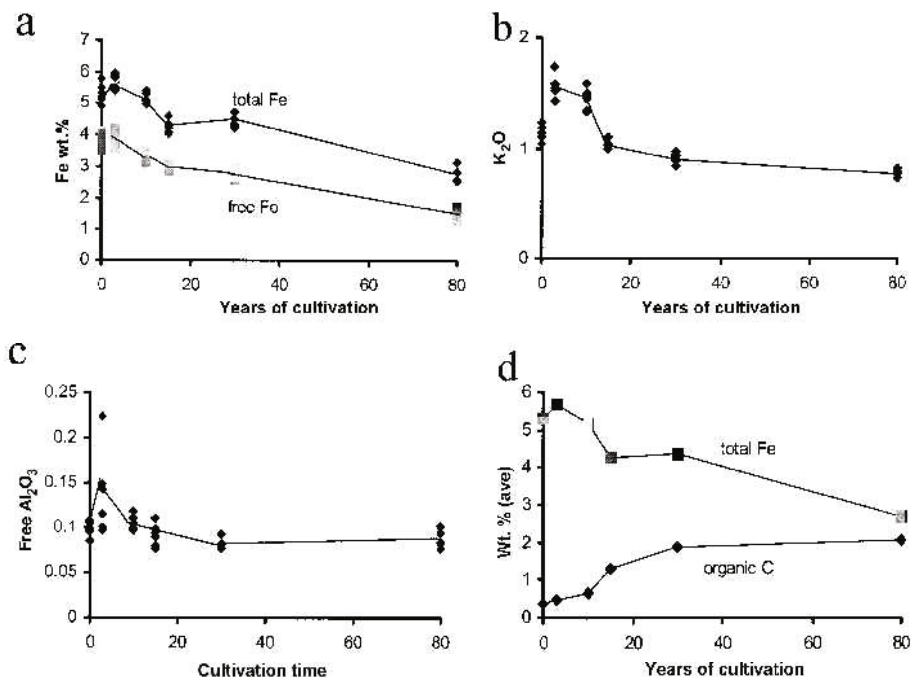 a
7
6
5
4
3
2
1
0
Fe wt.%
total Fe
free Fo
0 20 40 60 80
Years of cultivation
b
2
1
0
K₂O
0 20 40 60 80
Years of cultivation
c
0.25
0.2
0.15
0.1
0.05
0
Free Al₂O₃
0 20 40 60 80
Cultivation time
d
6
5
4
3
2
1
0
Wt. % (ave)
total Fe
organic C
0 20 40 60 80
Years of cultivation